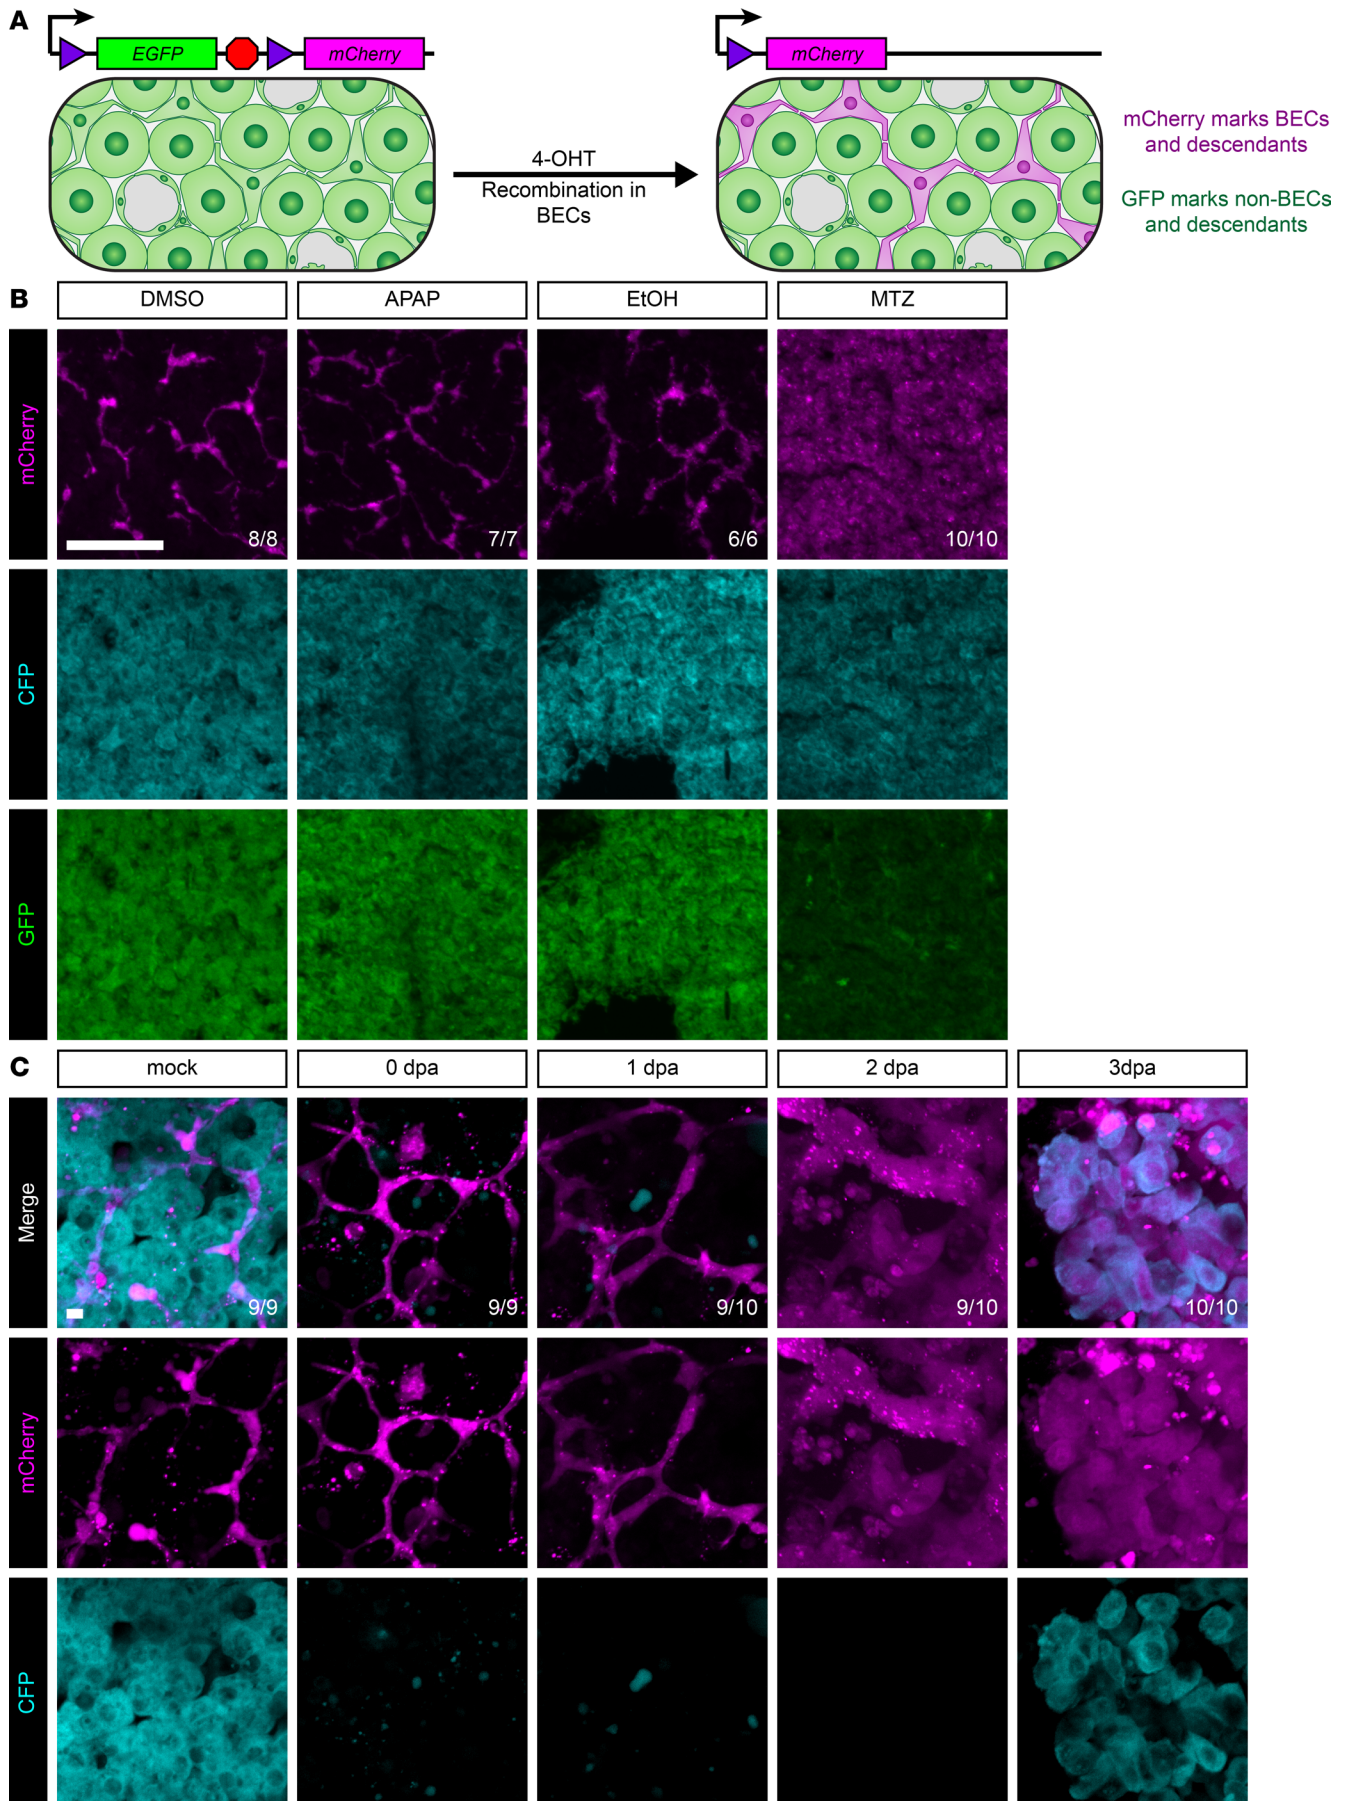 A
EGFP
mCherry
4-OHT
Recombination in
BECs
mCherry
mCherry marks BECs
and descendants
GFP marks non-BECs
and descendants
B
DMSO
APAP
EtOH
MTZ
mCherry
8/8
7/7
6/6
10/10
CFP
GFP
C
mock
0 dpa
1 dpa
2 dpa
3dpa
Merge
9/9
9/9
9/10
9/10
10/10
mCherry
CFP